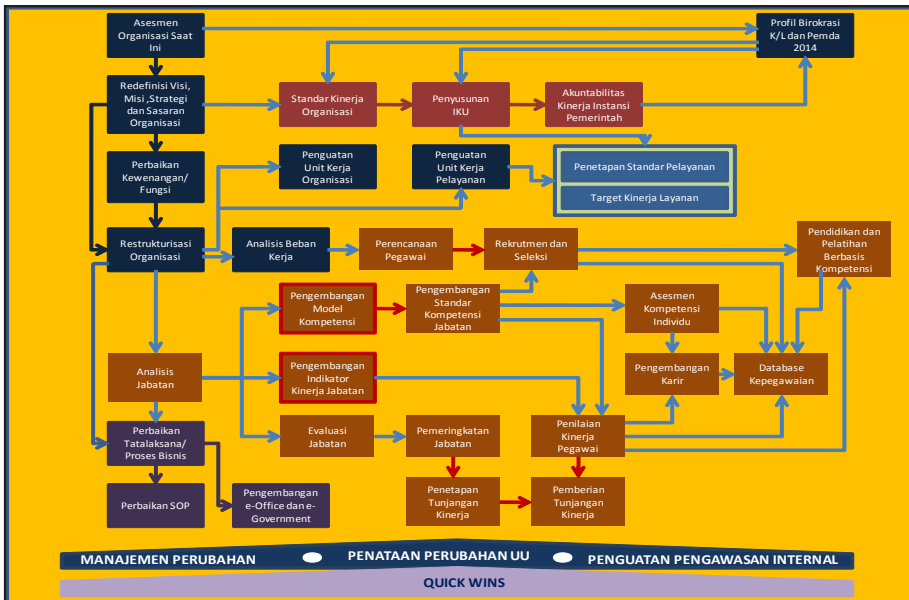 Asesmen
Organisasi Saat
Ini
Profil Birokrasi
K/L dan Pemda
2014
Redefinisi Visi,
Misi ,Strategi
dan Sasaran
Organisasi
Standar Kinerja
Organisasi
Penyusunan
IKU
Akuntabilitas
Kinerja Instansi
Pemerintah
Perbaikan
Kewenangan/
Fungsi
Penguatan
Unit Kerja
Organisasi
Penguatan
Unit Kerja
Pelayanan
Penetapan Standar Pelayanan
Target Kinerja Layanan
Restrukturisasi
Organisasi
Analisis Beban
Kerja
Perencanaan
Pegawai
Rekrutmen dan
Seleksi
Pendidikan dan
Pelatihan
Berbasis
Kompetensi
Pengembangan
Model
Kompetensi
Pengembangan
Standar
Kompetensi
Jabatan
Asesmen
Kompetensi
Individu
Analisis
Jabatan
Pengembangan
Indikator
Kinerja Jabatan
Pengembangan
Karir
Database
Kepegawaian
Perbaikan
Tatalaksana/
Proses Bisnis
Evaluasi
Jabatan
Pemeringkatan
Jabatan
Penilaian
Kinerja
Pegawai
Perbaikan SOP
Pengembangan
e-Office dan e-
Government
Penetapan
Tunjangan
Kinerja
Pemberian
Tunjangan
Kinerja
MANAJEMEN PERUBAHAN
PENATAAN PERUBAHAN UU
PENGUATAN PENGAWASAN INTERNAL
QUICK WINS